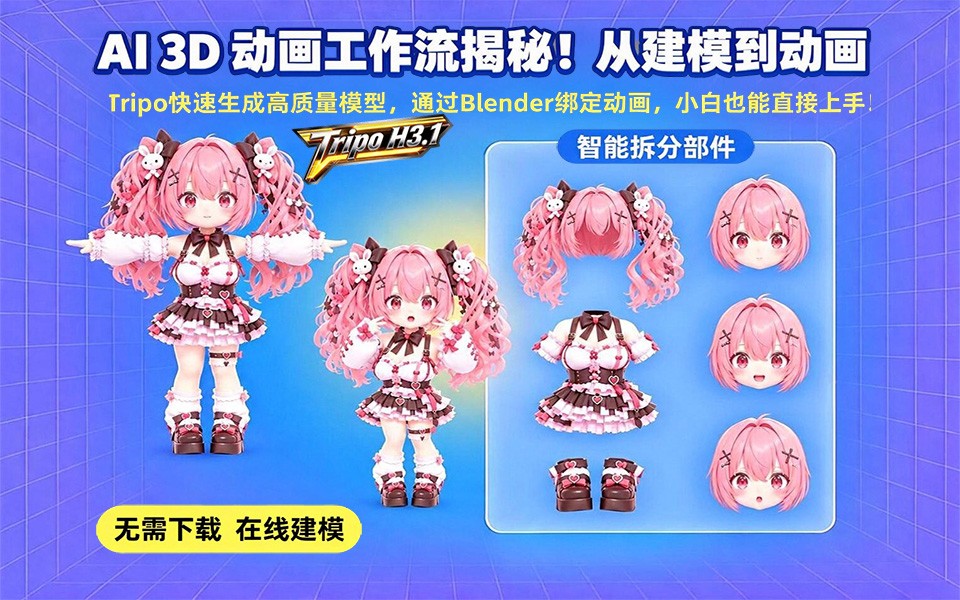 AI 3D 动画工作流揭秘！从建模到动画
Tripo快速生成高质量模型，通过Blender绑定动画，小白也能直接上手！
Tripo H3.1
智能拆分部件
无需下载 在线建模